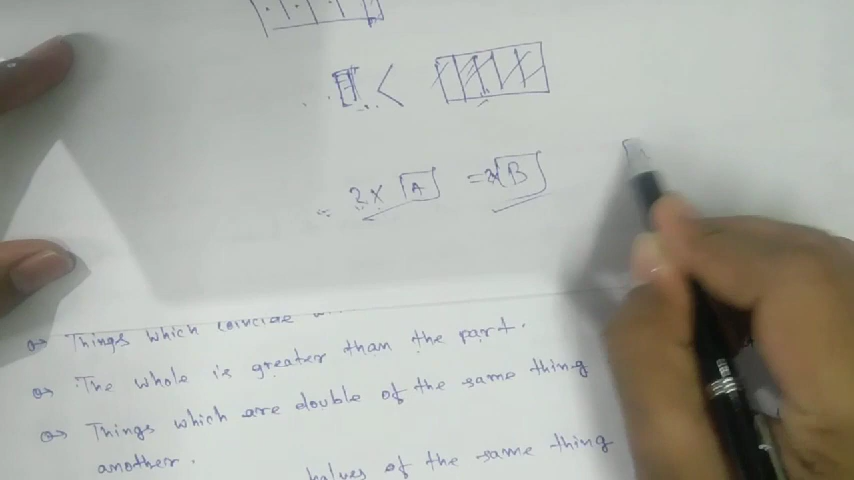 <
2 x A = 2x B
Things which coincide
The whole is greater than the part.
Things which are double of the same thing
another.
halves of the same thing